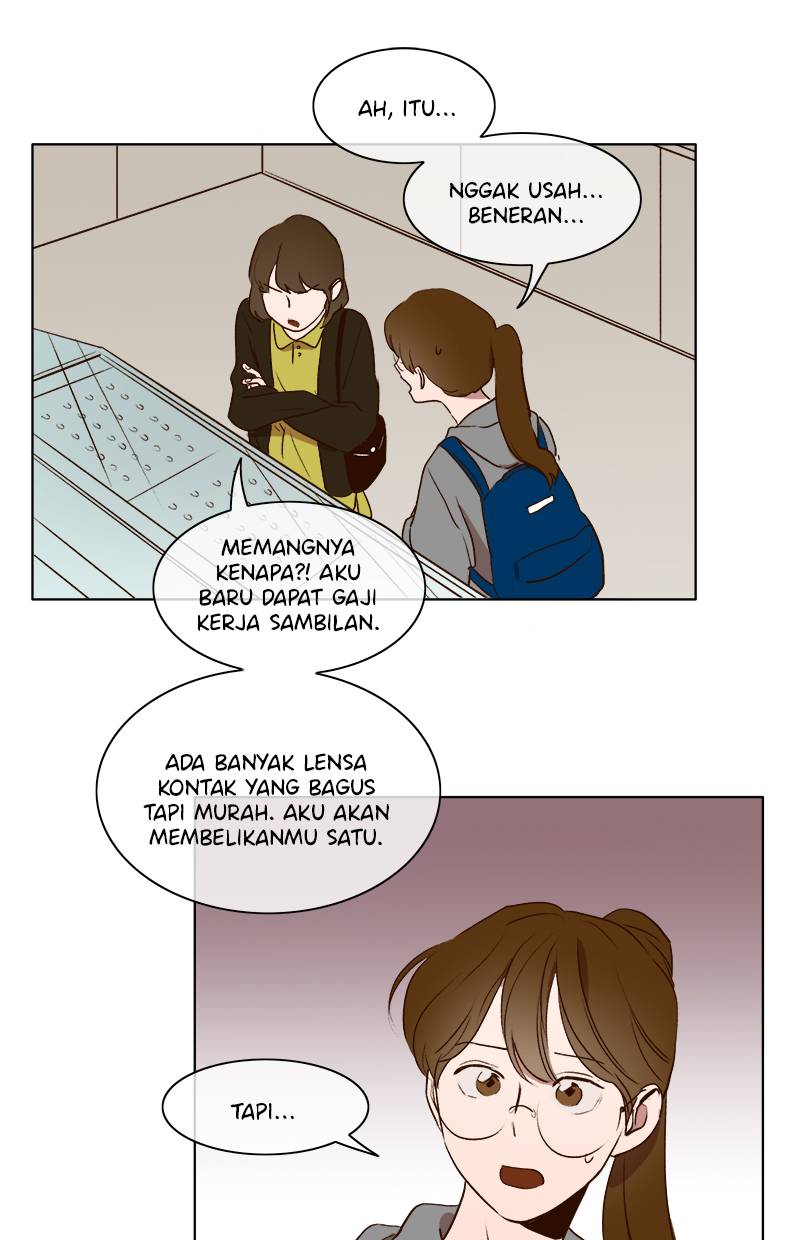 AH, ITU...
NGGAK USAH...
BENERAN...
MEMANGNYA
KENAPA?! AKU
BARU DAPAT GAJI
KERJA SAMBILAN.
ADA BANYAK LENSA
KONTAK YANG BAGUS
TAPI MURAH. AKU AKAN
MEMBELIKANMU SATU.
TAPI...